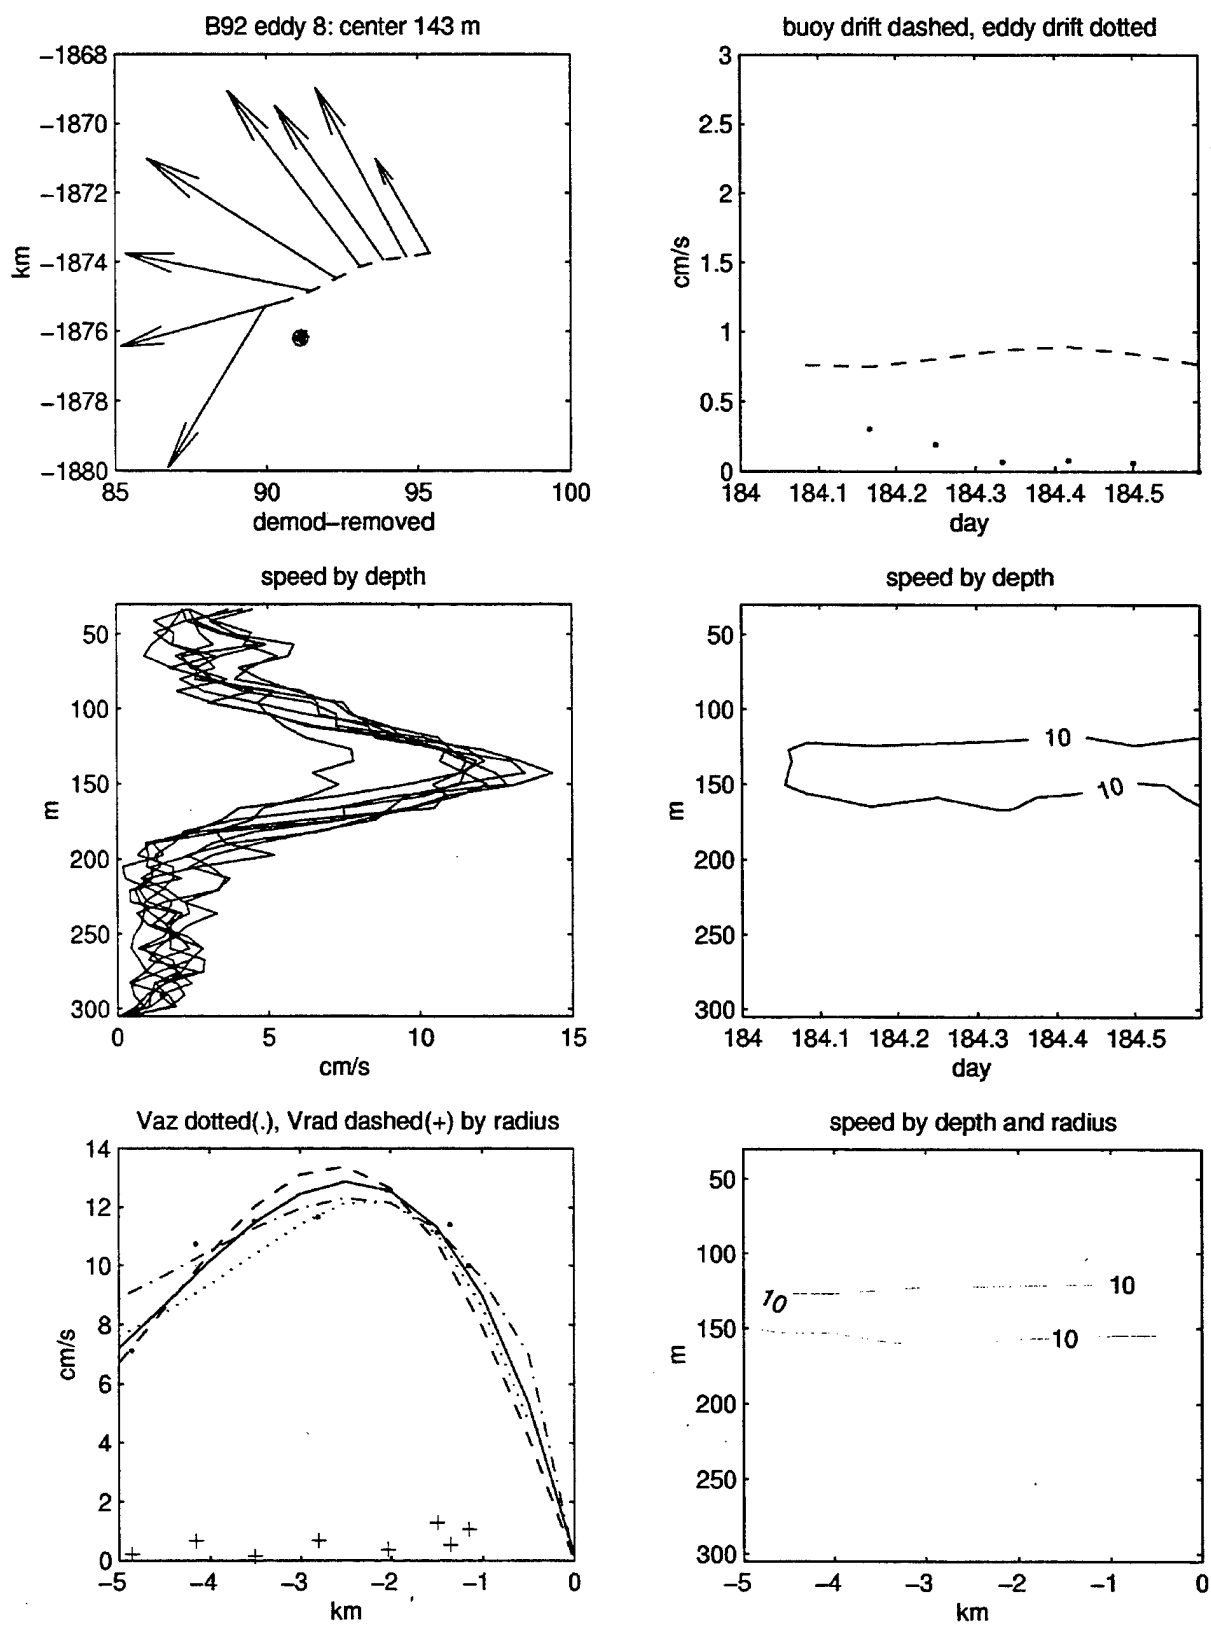 B92 eddy 8: center 143 m
−1868
−1870
−1872
−1874
−1876
−1878
−1880
km
85 90 95 100
demod−removed
buoy drift dashed, eddy drift dotted
3
2.5
2
1.5
1
0.5
0
cm/s
184 184.1 184.2 184.3 184.4 184.5
day
speed by depth
50
100
150
200
250
300
m
0 5 10 15
cm/s
speed by depth
50
100
150
200
250
300
m
10
10
184 184.1 184.2 184.3 184.4 184.5
day
Vaz dotted(.), Vrad dashed(+) by radius
14
12
10
8
6
4
2
0
cm/s
−5 −4 −3 −2 −1 0
km
speed by depth and radius
50
100
150
200
250
300
m
10 10
10
−5 −4 −3 −2 −1 0
km